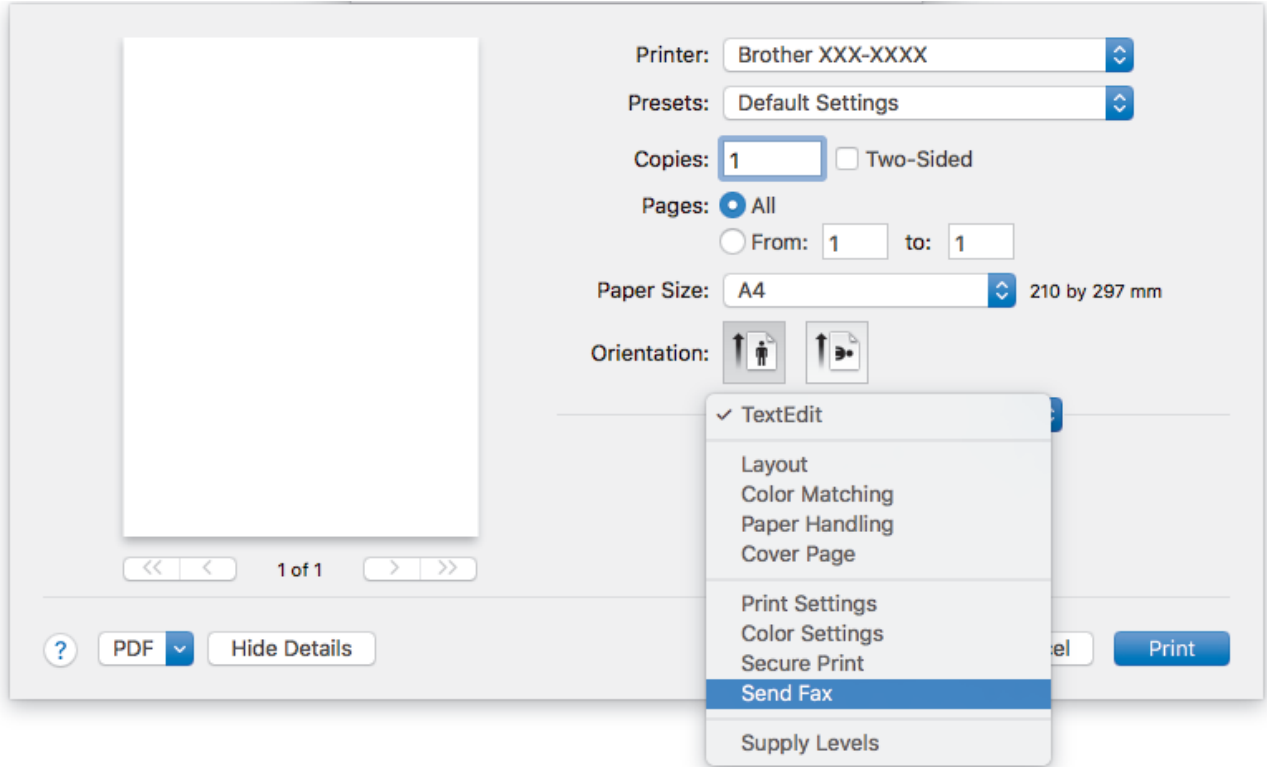 Printer: Brother XXX-XXXX
Presets: Default Settings
Copies: 1 Two-Sided
Pages: All
From: 1 to: 1
Paper Size: A4 210 by 297 mm
Orientation:
✓ TextEdit
Layout
Color Matching
Paper Handling
Cover Page
<< < 1 of 1 > >>
Print Settings
Color Settings
Secure Print
? PDF Hide Details el Print
Send Fax
Supply Levels